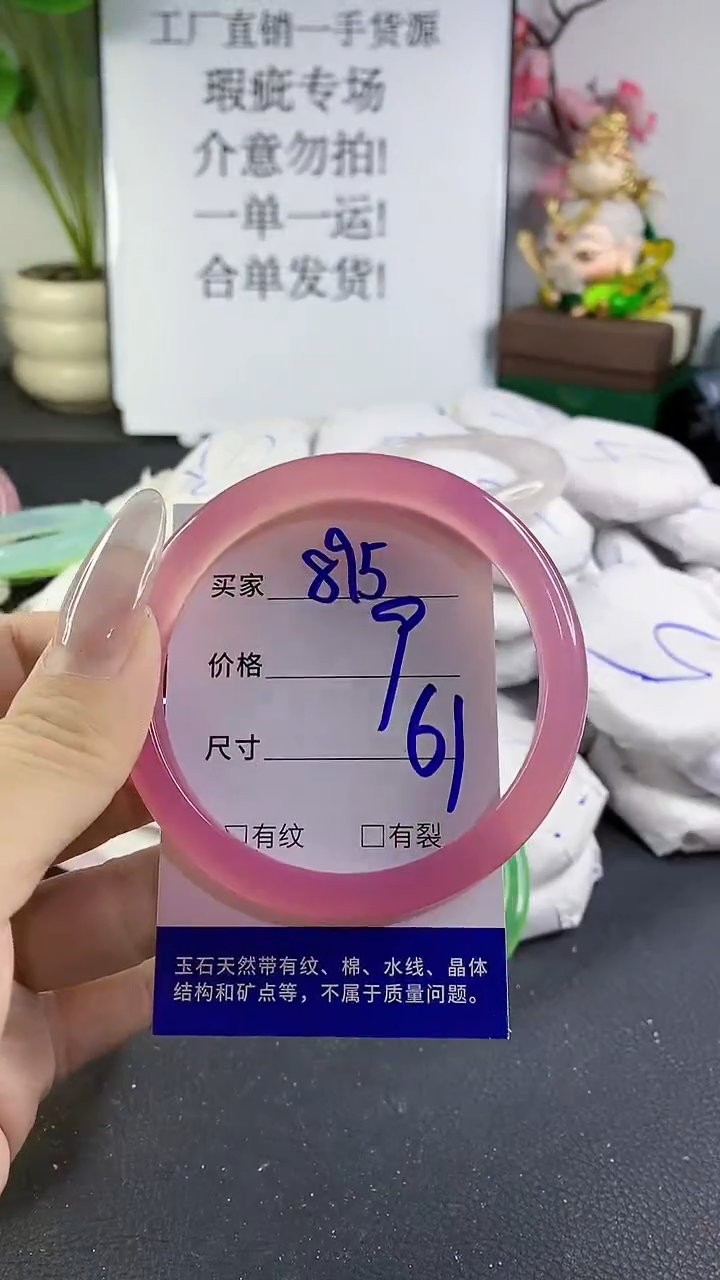 工厂直销一手货源
瑕疵专场
介意勿拍!
一单一运!
合单发货!
买家 895
价格 9
尺寸 61
□有纹 □有裂
玉石天然带有纹、棉、水线、晶体
结构和矿点等，不属于质量问题。